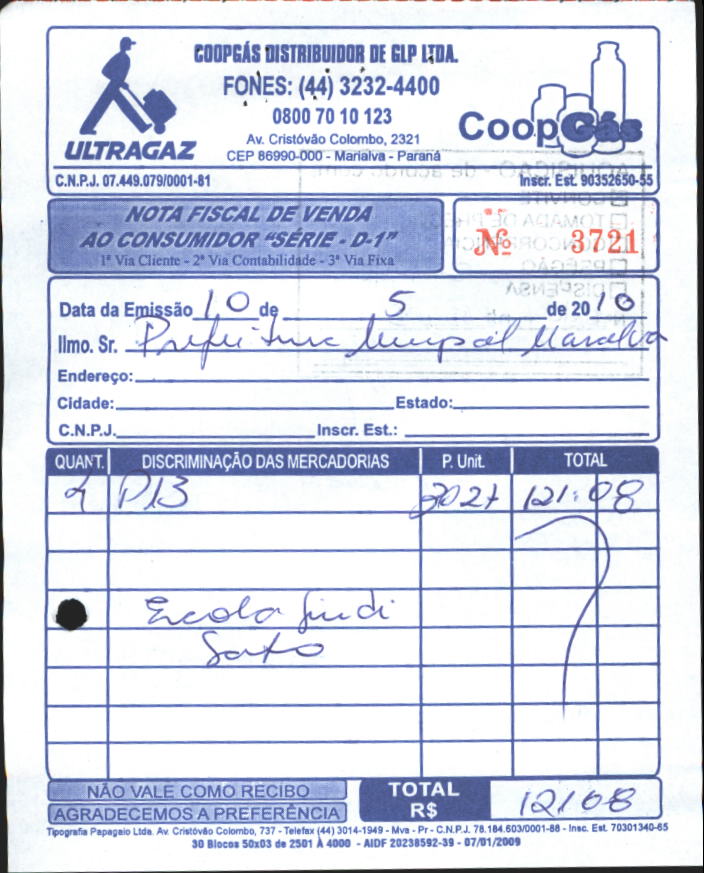 COOPGÁS DISTRIBUIDOR DE GLP LTDA.
FONES: (44) 3232-4400
0800 70 10 123
Av. Cristóvão Colombo, 2321
CEP 86990-000 - Marialva - Paraná
ULTRAGAZ
CoopGás
C.N.P.J. 07.449.079/0001-81
Inscr. Est. 90352650-55
NOTA FISCAL DE VENDA
AO CONSUMIDOR "SÉRIE - D-1"
1ª Via Cliente - 2ª Via Contabilidade - 3ª Via Fixa
Nº 3721
Data da Emissão 10 de 5 de 2010
Ilmo. Sr. Prefeitura Marialva
Endereço:
Cidade: Estado:
C.N.P.J. Inscr. Est.:
QUANT. DISCRIMINAÇÃO DAS MERCADORIAS P. Unit. TOTAL
4 P13 3027 121:08
Escola
Sato
NÃO VALE COMO RECIBO
AGRADECEMOS A PREFERÊNCIA
TOTAL R$ 12108
Tipografia Papagaio Ltda. Av. Cristóvão Colombo, 737 - Telefax (44) 3014-1949 - Mva - Pr - C.N.P.J. 78.184.603/0001-88 - Insc. Est. 70301340-65
30 Blocos 50x03 de 2501 À 4000 - AIDF 20238592-39 - 07/01/2009